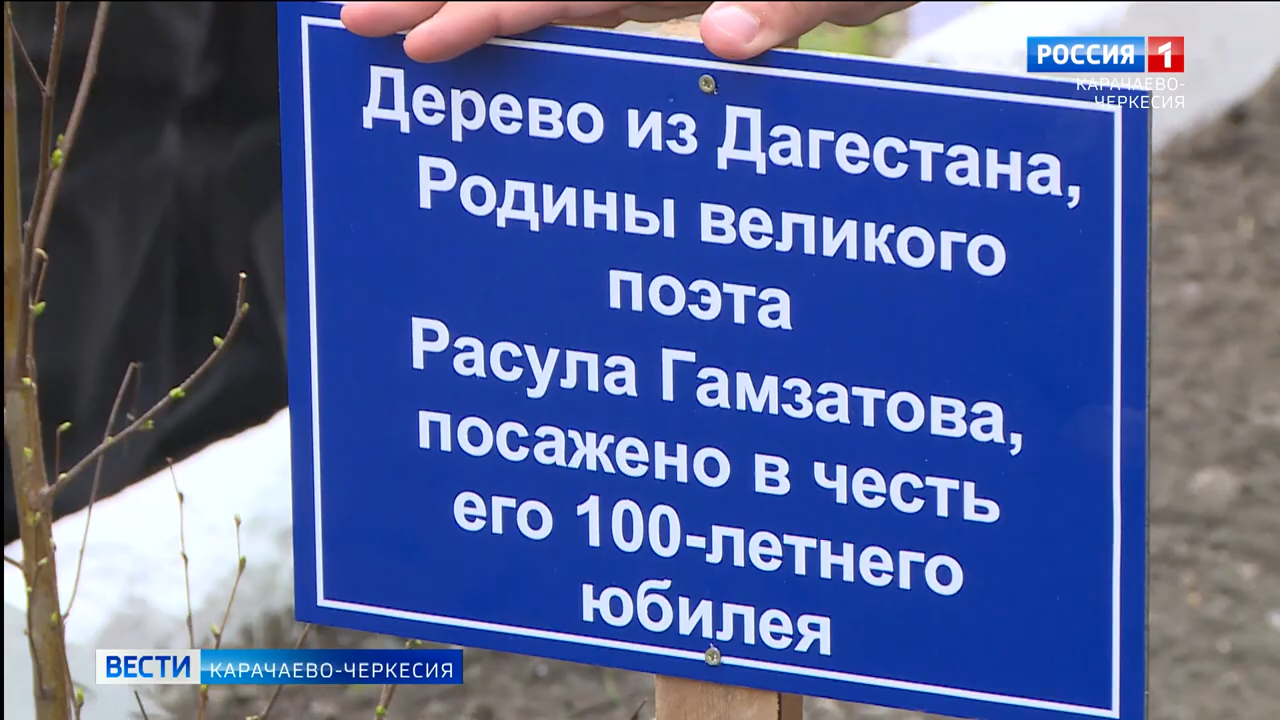 РОССИЯ 1
КАРАЧАЕВО-
ЧЕРКЕСИЯ
Дерево из Дагестана,
Родины великого
поэта
Расула Гамзатова,
посажено в честь
его 100-летнего
юбилея
ВЕСТИ КАРАЧАЕВО-ЧЕРКЕСИЯ